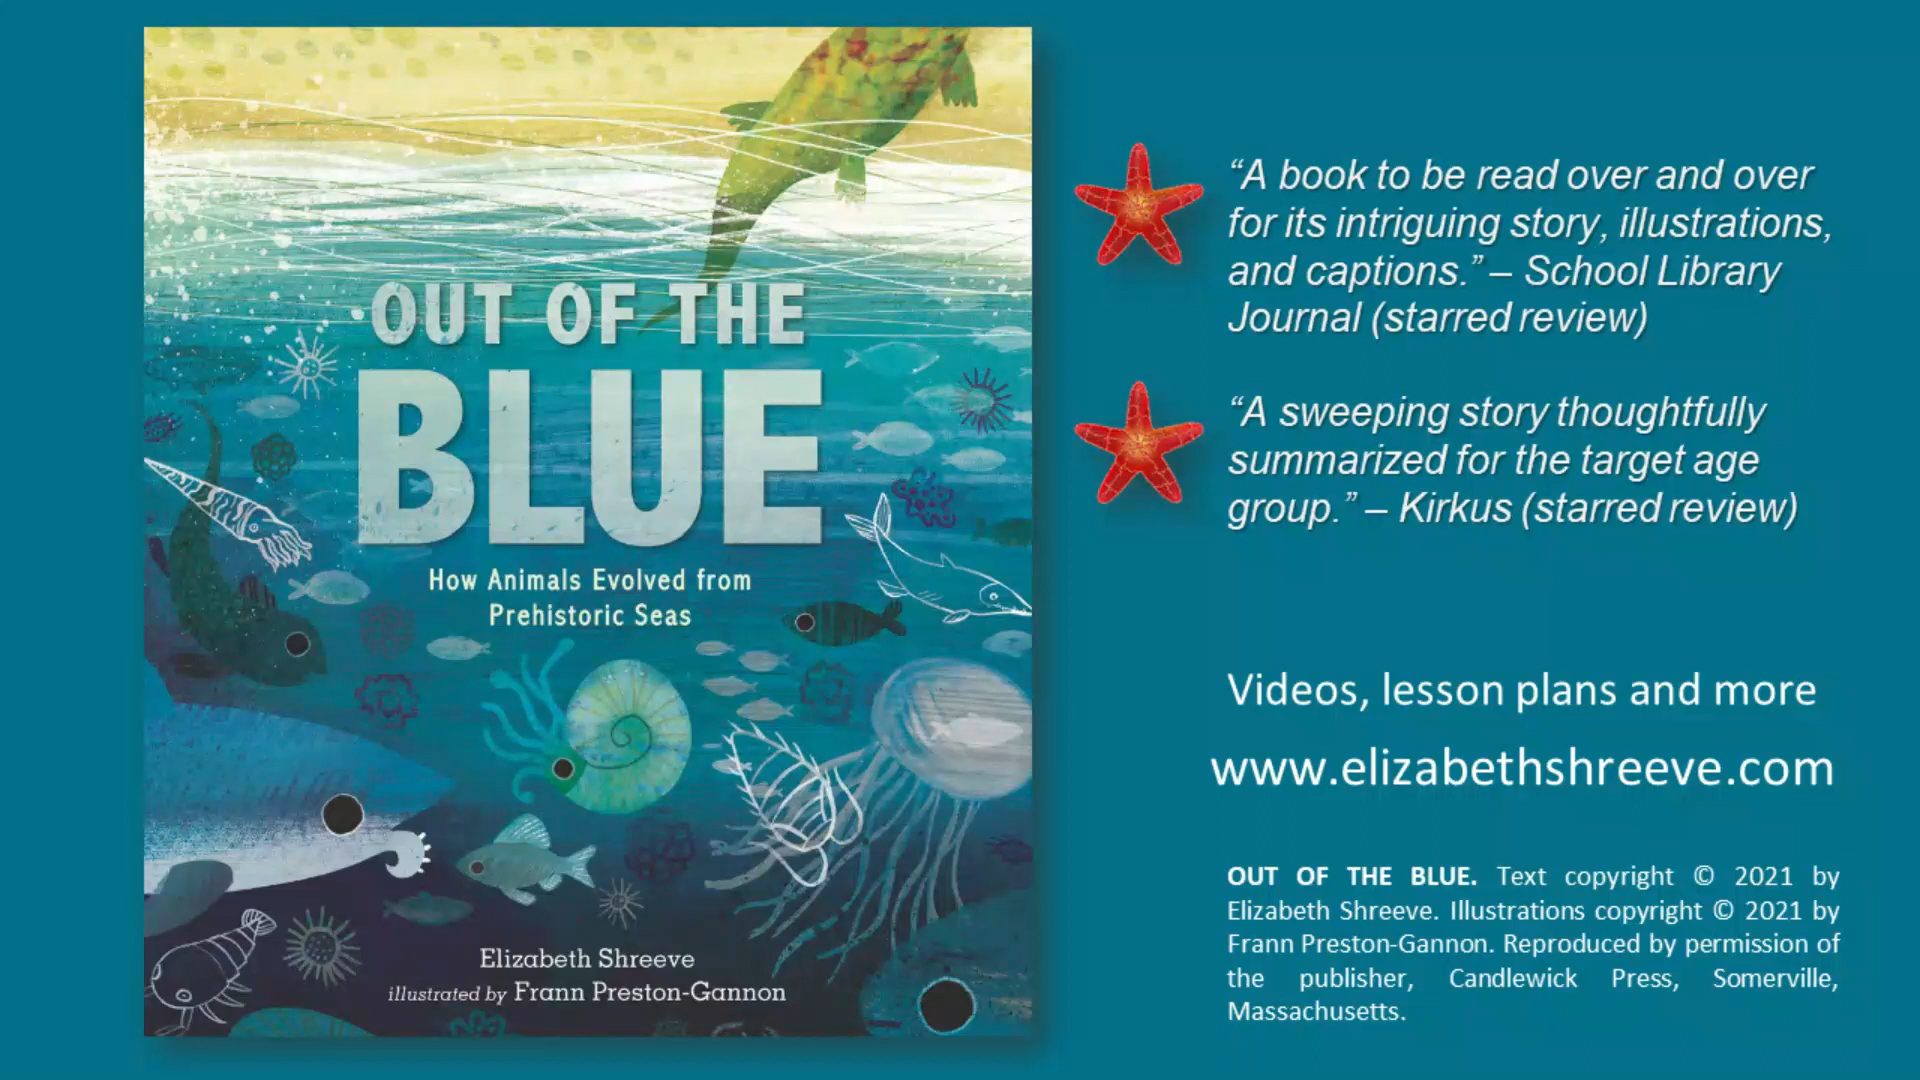 OUT OF THE
BLUE
How Animals Evolved from
Prehistoric Seas
Elizabeth Shreeve
illustrated by Frann Preston-Gannon
“A book to be read over and over
for its intriguing story, illustrations,
and captions.” – School Library
Journal (starred review)
“A sweeping story thoughtfully
summarized for the target age
group.” – Kirkus (starred review)
Videos, lesson plans and more
www.elizabethshreeve.com
OUT OF THE BLUE. Text copyright © 2021 by
Elizabeth Shreeve. Illustrations copyright © 2021 by
Frann Preston-Gannon. Reproduced by permission of
the publisher, Candlewick Press, Somerville,
Massachusetts.